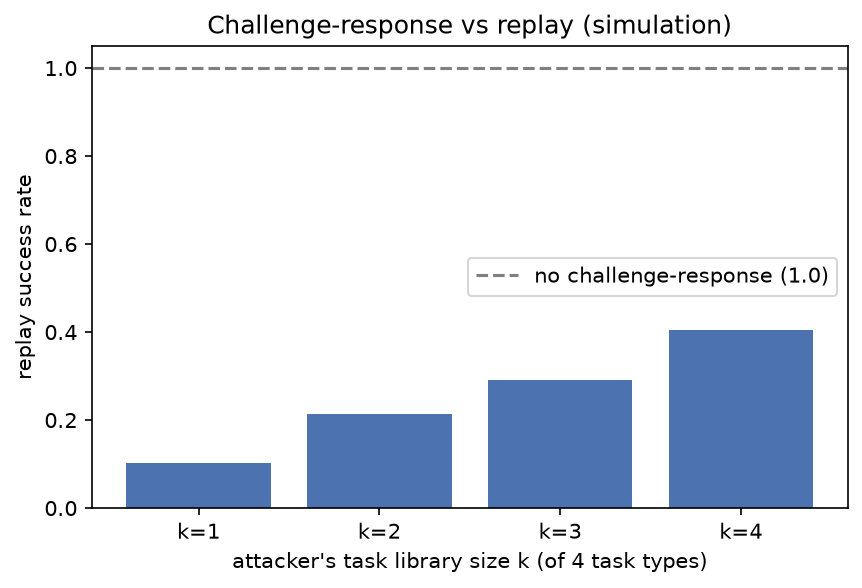 Challenge-response vs replay (simulation)
replay success rate
1.0
0.8
0.6
0.4
0.2
0.0
no challenge-response (1.0)
k=1
k=2
k=3
k=4
attacker's task library size k (of 4 task types)